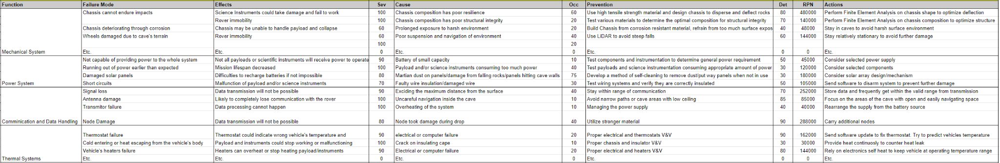 Function Failure Mode Effects Sev Cause Occ Prevention Det RPN Actions
Chassis cannot endure impacts Science Instruments could take damage and fail to work 100 Chassis composition has poor resilience 60 Use high tensile strength material and design chassis to disperse and deflect rocks 80 480000 Perform Finite Element Analysis on chassis shape to optimize deflection
Rover immobility 100 Chassis composition has poor structural integrity 20 Test various materials to determine the optimal composition for structural integrity 70 140000 Perform Finite Element Analysis on chassis composition to optimize structure
Chassis deteriorating through corrosion Chassis may be unable to handle payload and collapse 60 Prolonged exposure to harsh environment 20 Build Chassis from corrosion resistant material, refrain from too much surface expos 40 48000 Stay in caves to avoid harsh surface environment
Wheels damaged due to cave's terrain Rover immobility 60 Poor suspension and navigation of environment 40 Use LiDAR to avoid steep falls 60 144000 Stay relatively stationary to avoid further damage
100 20
Mechanical System Etc. Etc. 0 Etc. 0 Etc. 0 0 Etc.
Not capable of providing power to the whole system Not all payloads or scientific instruments will receive power to operate 90 Battery of small capacity 10 Test components and instrumentation to determine general power requirement 50 45000 Consider selected power supply
Running out of power earlier than expected Mission lifespan decreased 100 Payload and/or science instruments consuming too much power 40 Test payloads and science instrumentation consuming appropriate amount of power 30 120000 Consider selected components
Damaged solar panels Difficulties to recharge batteries if not impossible 80 Martian dust on panels/damage from falling rocks/panels hitting cave walls 75 Develop a method of self-cleaning to remove dust/put way panels when not in use 30 180000 Consider solar array design/mechanism
Power System Short circuits Malfunction of payload and/or science instruments 70 Faulty wire insulation/damaged wire 30 Test wiring systems and verify they are correctly insulated 50 105000 Send software to disarm system to prevent further damage
Signal loss Data transmission will not be possible 90 Exciding the maximum distance from the surface 40 Stay within range of communication 70 252000 Store data and frequently get within the valid range from transmission
Antenna damage Likely to completely lose communication with the rover 100 Uncareful navigation inside the cave 10 Avoid narrow paths or cave areas with low ceiling 85 85000 Focus on the areas of the cave with open and easily navigating space
Transmitor failure Data processing cannot happen 100 Overheating of the system 10 Managing the power supply 40 40000 Rearrange the supply from the battery source
Comminication and Data Handling Node Damage Data transmission will not be possible 80 Node took damage during drop 40 Utilize stronger material 90 288000 Carry additional nodes
Thermostat failure Thermostat could indicate wrong vehicle's temperature and 90 electrical or computer failure 20 Proper electrical and thermostats V&V 90 162000 Send software update to fix thermostat. Try to predict vehicles temperature
Cold entering or heat escaping from the vehicle's body Payload and instruments could stop working or malfunctioning 100 Crack on insulating cape 10 Proper chassis and insulator V&V 30 30000 Provide heat continuosly to counter heat leak
Vehicle's heaters failure Heaters can overheat or stop heating payload/instruments 90 Electrical or computer failure 20 Proper electrical and heaters V&V 80 144000 Rely on electronics self heat to keep vehicle at operating temperature range
Thermal Systems Etc. Etc. 0 Etc. 0 Etc. 0 0 Etc.